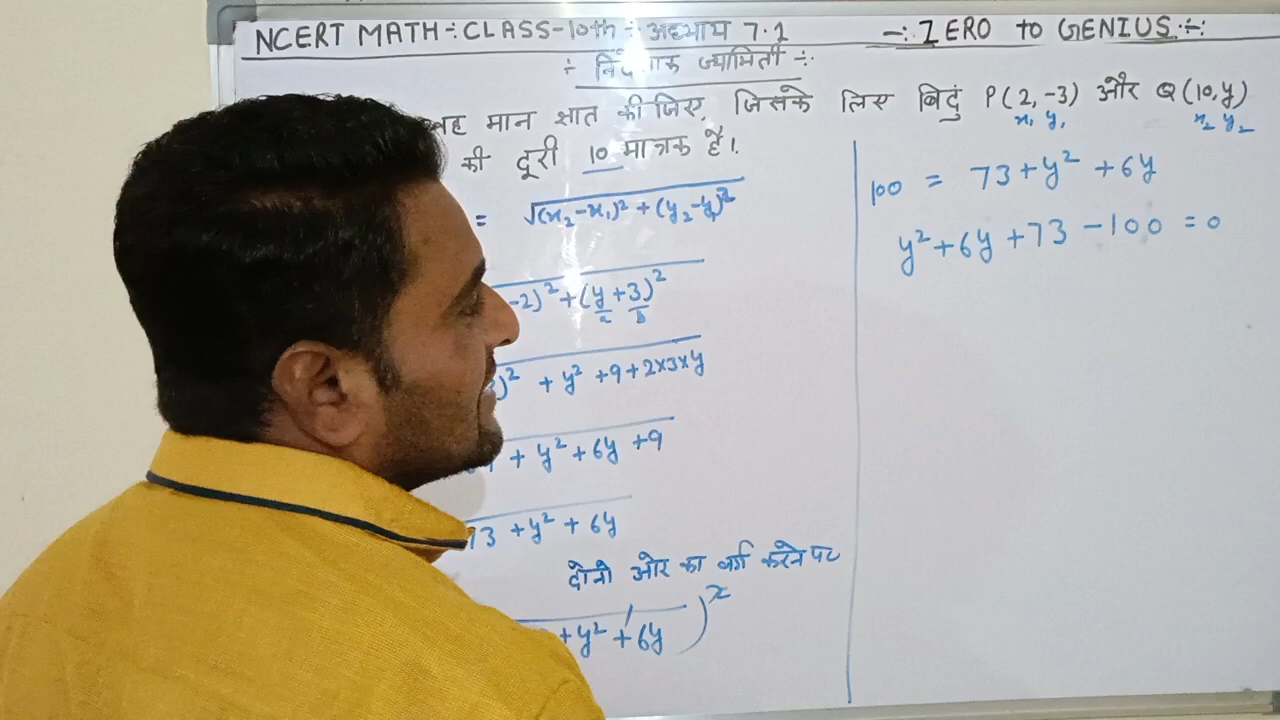 NCERT MATH÷CLASS-10th÷अध्याय 7.1 -:ZERO to GENIUS÷
÷ ज्यामिती ÷
मान ज्ञात कीजिए, जिसके लिए बिंदु P(2,-3) और Q(10,y)
x₁ y₁ x₂ y₂
की दूरी 10 मात्रक है।
= √(x₂-x₁)²+(y₂-y₁)²
-2)²+(y+3)²
a b
)² + y² +9+2×3×y
+ y² +6y +9
73 +y² + 6y
दोनो ओर का वर्ग करने पर
+y² +6y )²
100 = 73+y² +6y
y²+6y+73-100=0